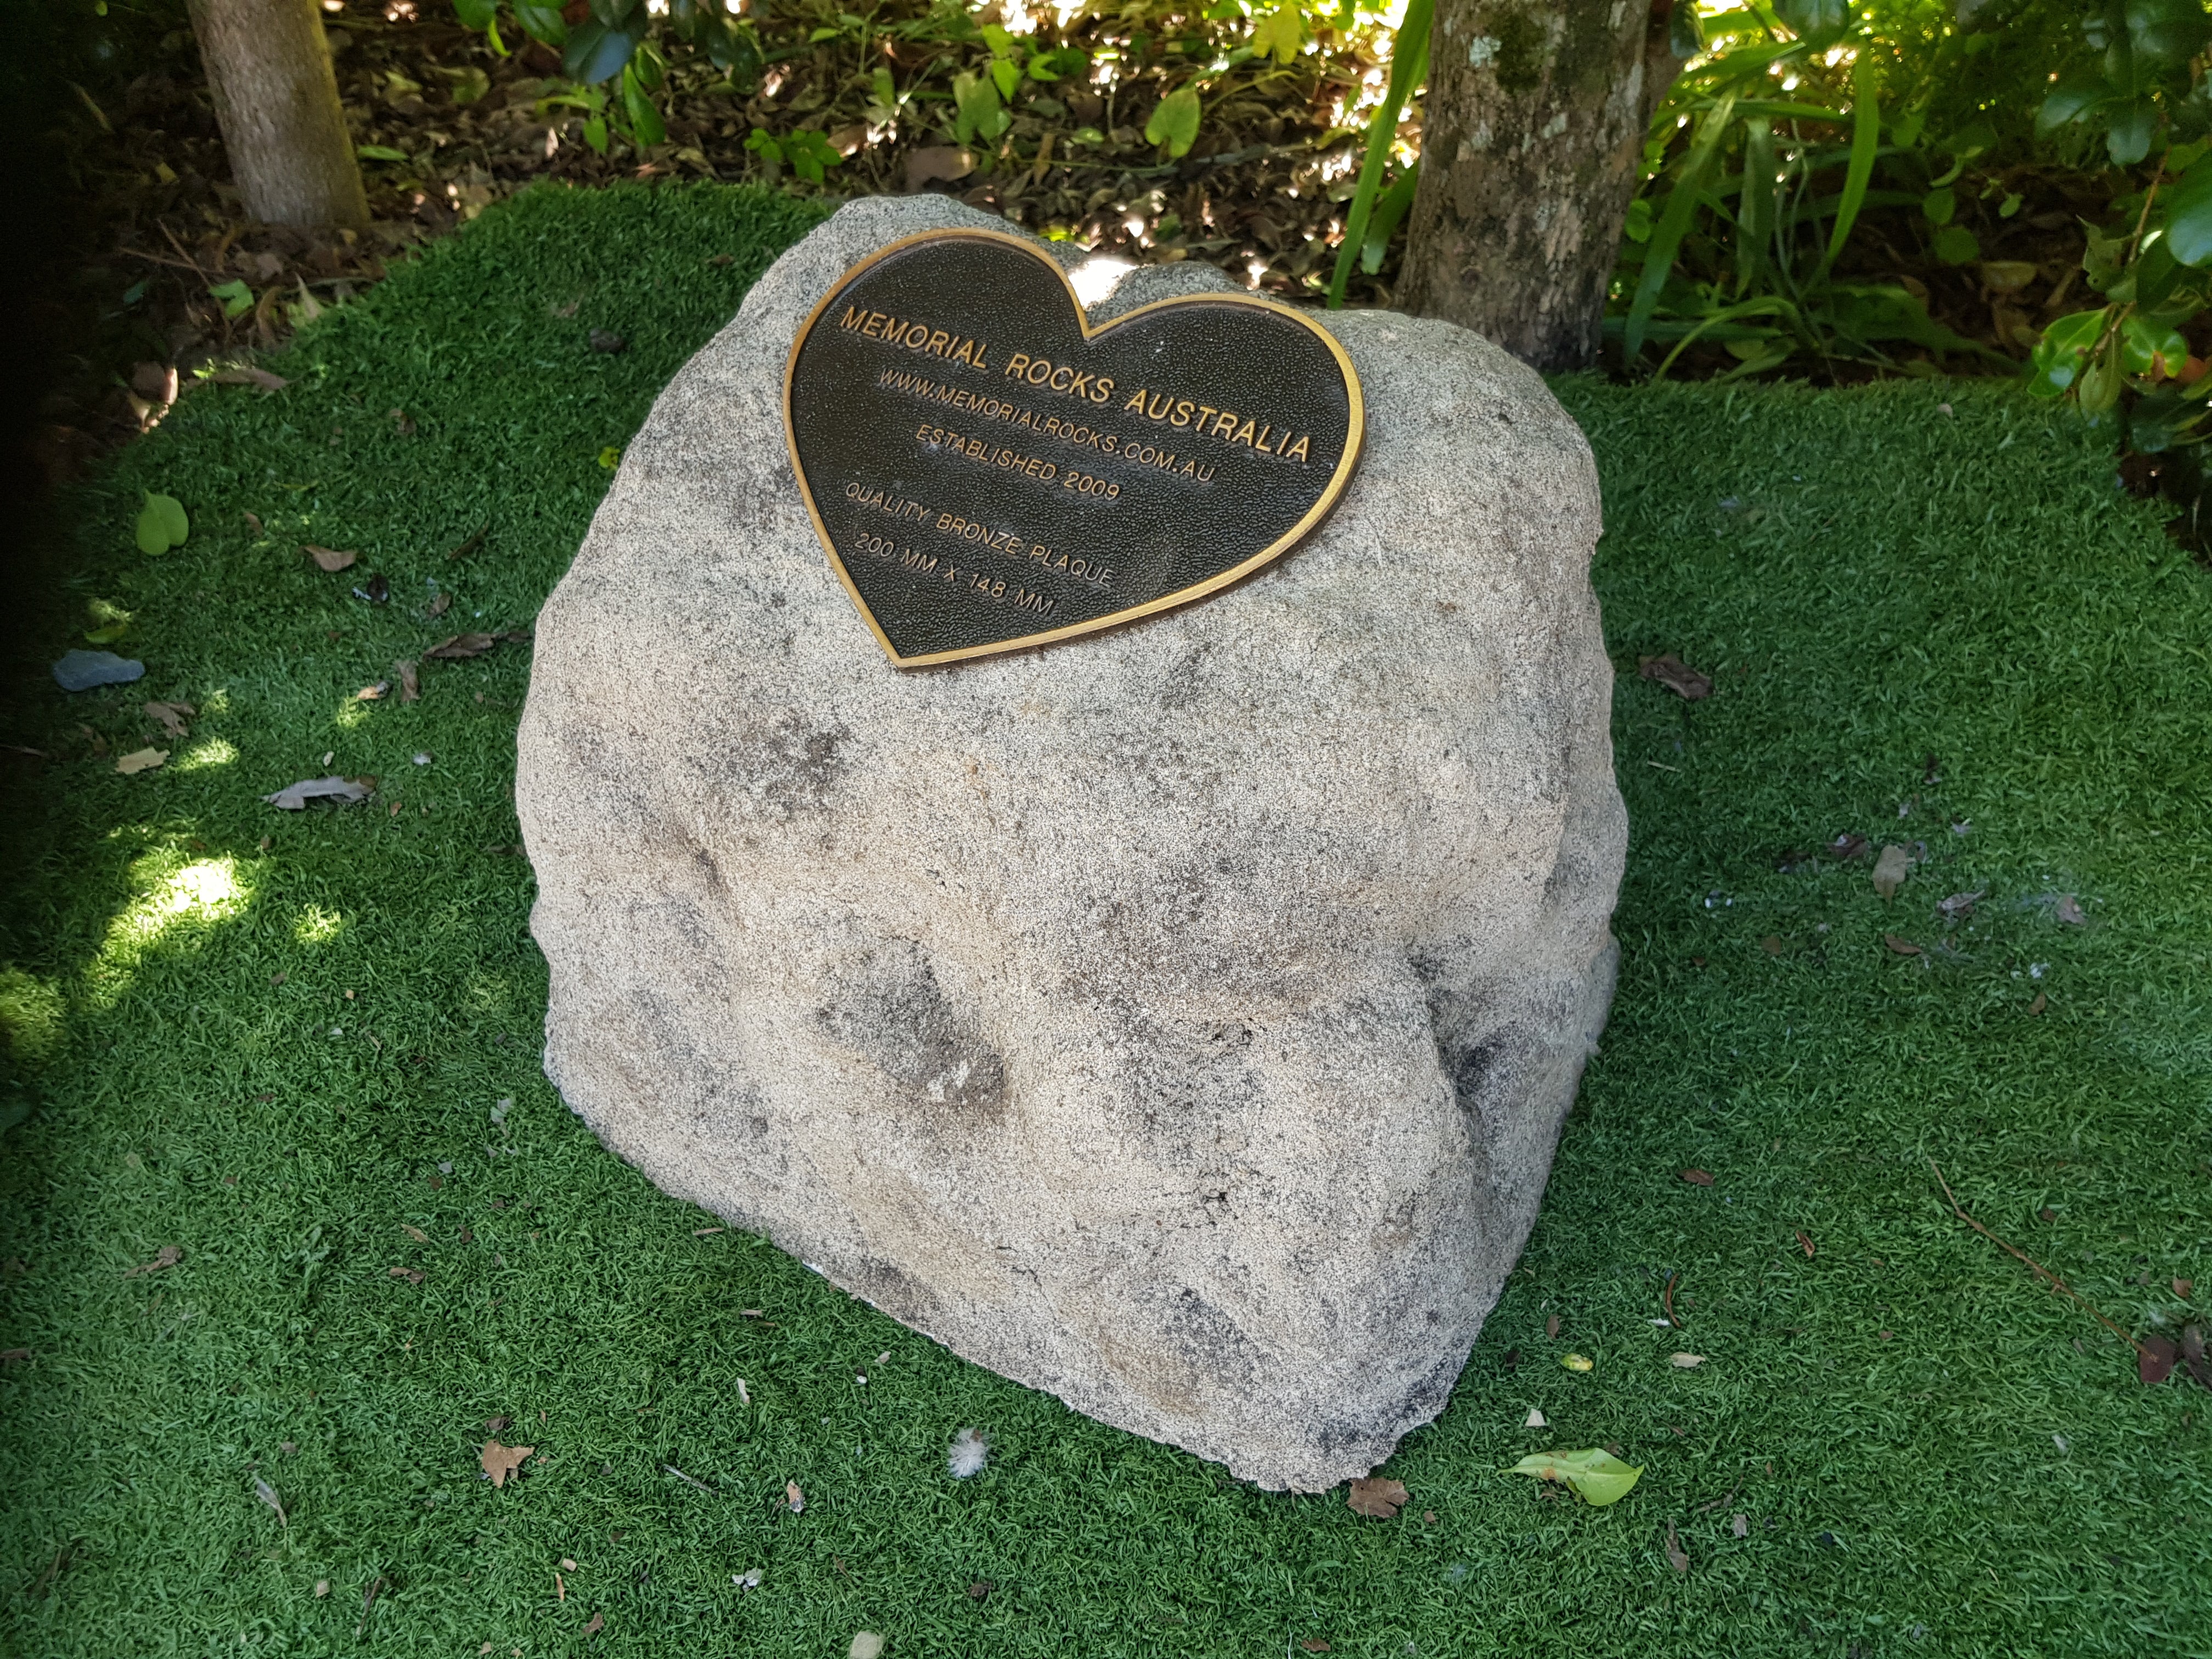 MEMORIAL ROCKS AUSTRALIA
WWW.MEMORIALROCKS.COM.AU
ESTABLISHED 2009
QUALITY BRONZE PLAQUE
200 MM X 148 MM